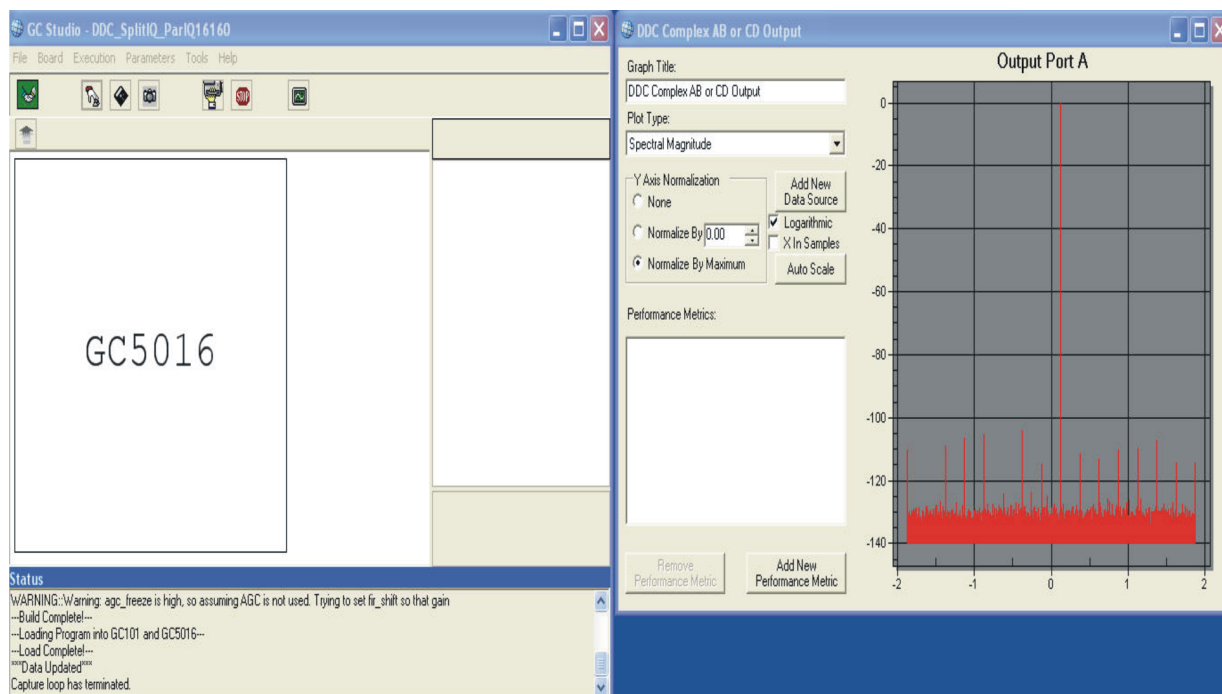 GC Studio - DDC_SplitIQ_ParIQ16160
File Board Execution Parameters Tools Help
STOP
GC5016
Status
WARNING::Warning: agc_freeze is high, so assuming AGC is not used. Trying to set fir_shift so that gain
---Build Complete!---
---Loading Program into GC101 and GC5016---
---Load Complete!---
***Data Updated***
Capture loop has terminated.
DDC Complex AB or CD Output
Graph Title:
DDC Complex AB or CD Output
Plot Type:
Spectral Magnitude
Y Axis Normalization
None
Normalize By 0.00
Normalize By Maximum
Add New
Data Source
Logarithmic
X In Samples
Auto Scale
Performance Metrics:
Remove
Performance Metric
Add New
Performance Metric
Output Port A
0
-20
-40
-60
-80
-100
-120
-140
-2 -1 0 1 2